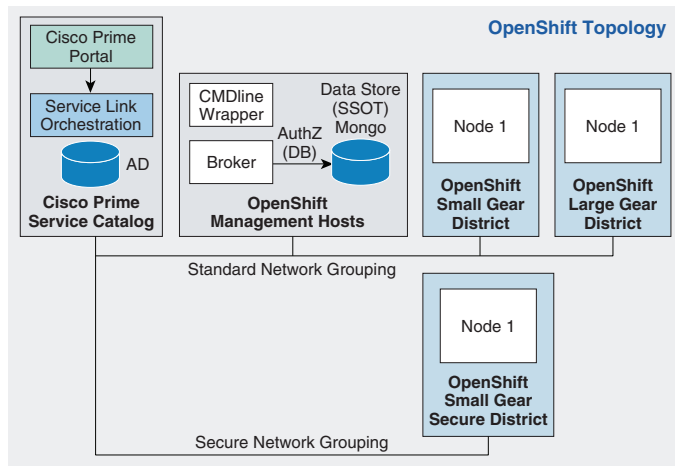 OpenShift Topology
Cisco Prime
Portal
Service Link
Orchestration
AD
Cisco Prime
Service Catalog
CMDline
Wrapper
Broker
AuthZ
(DB)
Data Store
(SSOT)
Mongo
OpenShift
Management Hosts
Node 1
OpenShift
Small Gear
District
Node 1
OpenShift
Large Gear
District
Standard Network Grouping
Node 1
OpenShift
Small Gear
Secure District
Secure Network Grouping